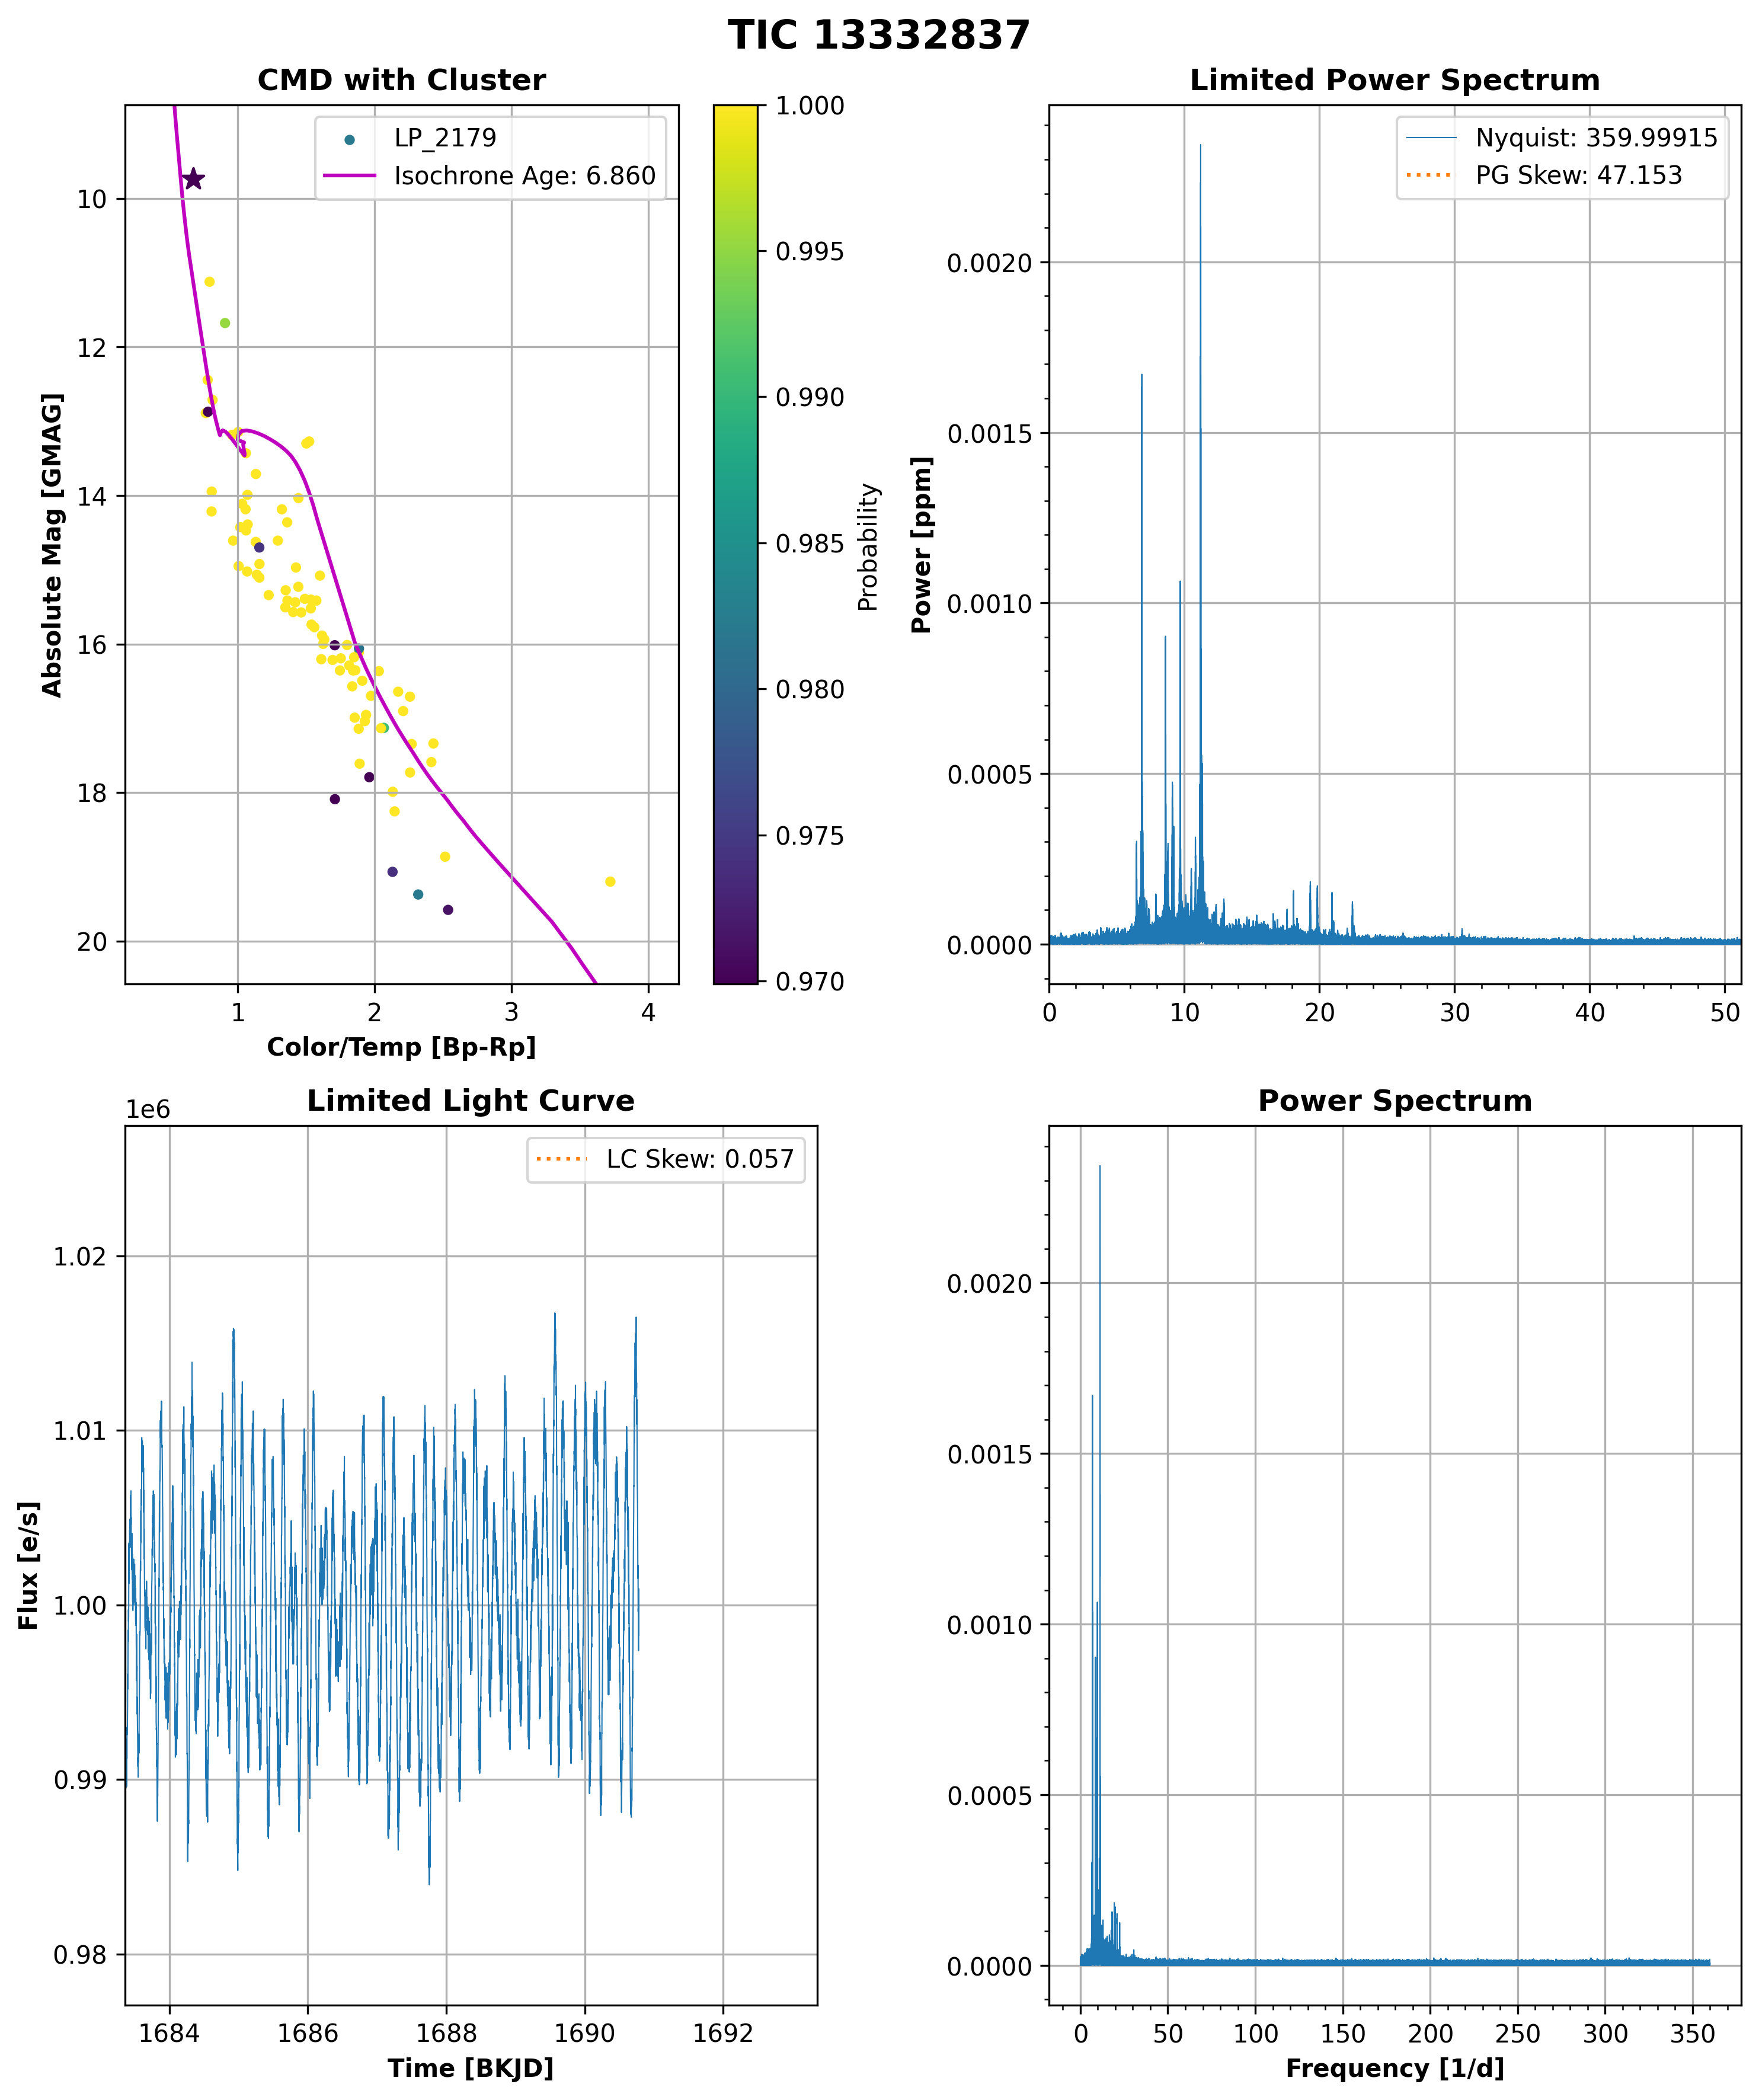 TIC 13332837
CMD with Cluster
LP_2179
Isochrone Age: 6.860
10
12
14
16
18
20
1
2
3
4
Absolute Mag [GMAG]
Color/Temp [Bp-Rp]
1.000
0.995
0.990
0.985
0.980
0.975
0.970
Probability
Limited Power Spectrum
Nyquist: 359.99915
PG Skew: 47.153
0.0020
0.0015
0.0010
0.0005
0.0000
0
10
20
30
40
50
Power [ppm]
Limited Light Curve
1e6
LC Skew: 0.057
1.02
1.01
1.00
0.99
0.98
1684
1686
1688
1690
1692
Flux [e/s]
Time [BKJD]
Power Spectrum
0.0020
0.0015
0.0010
0.0005
0.0000
0
50
100
150
200
250
300
350
Frequency [1/d]